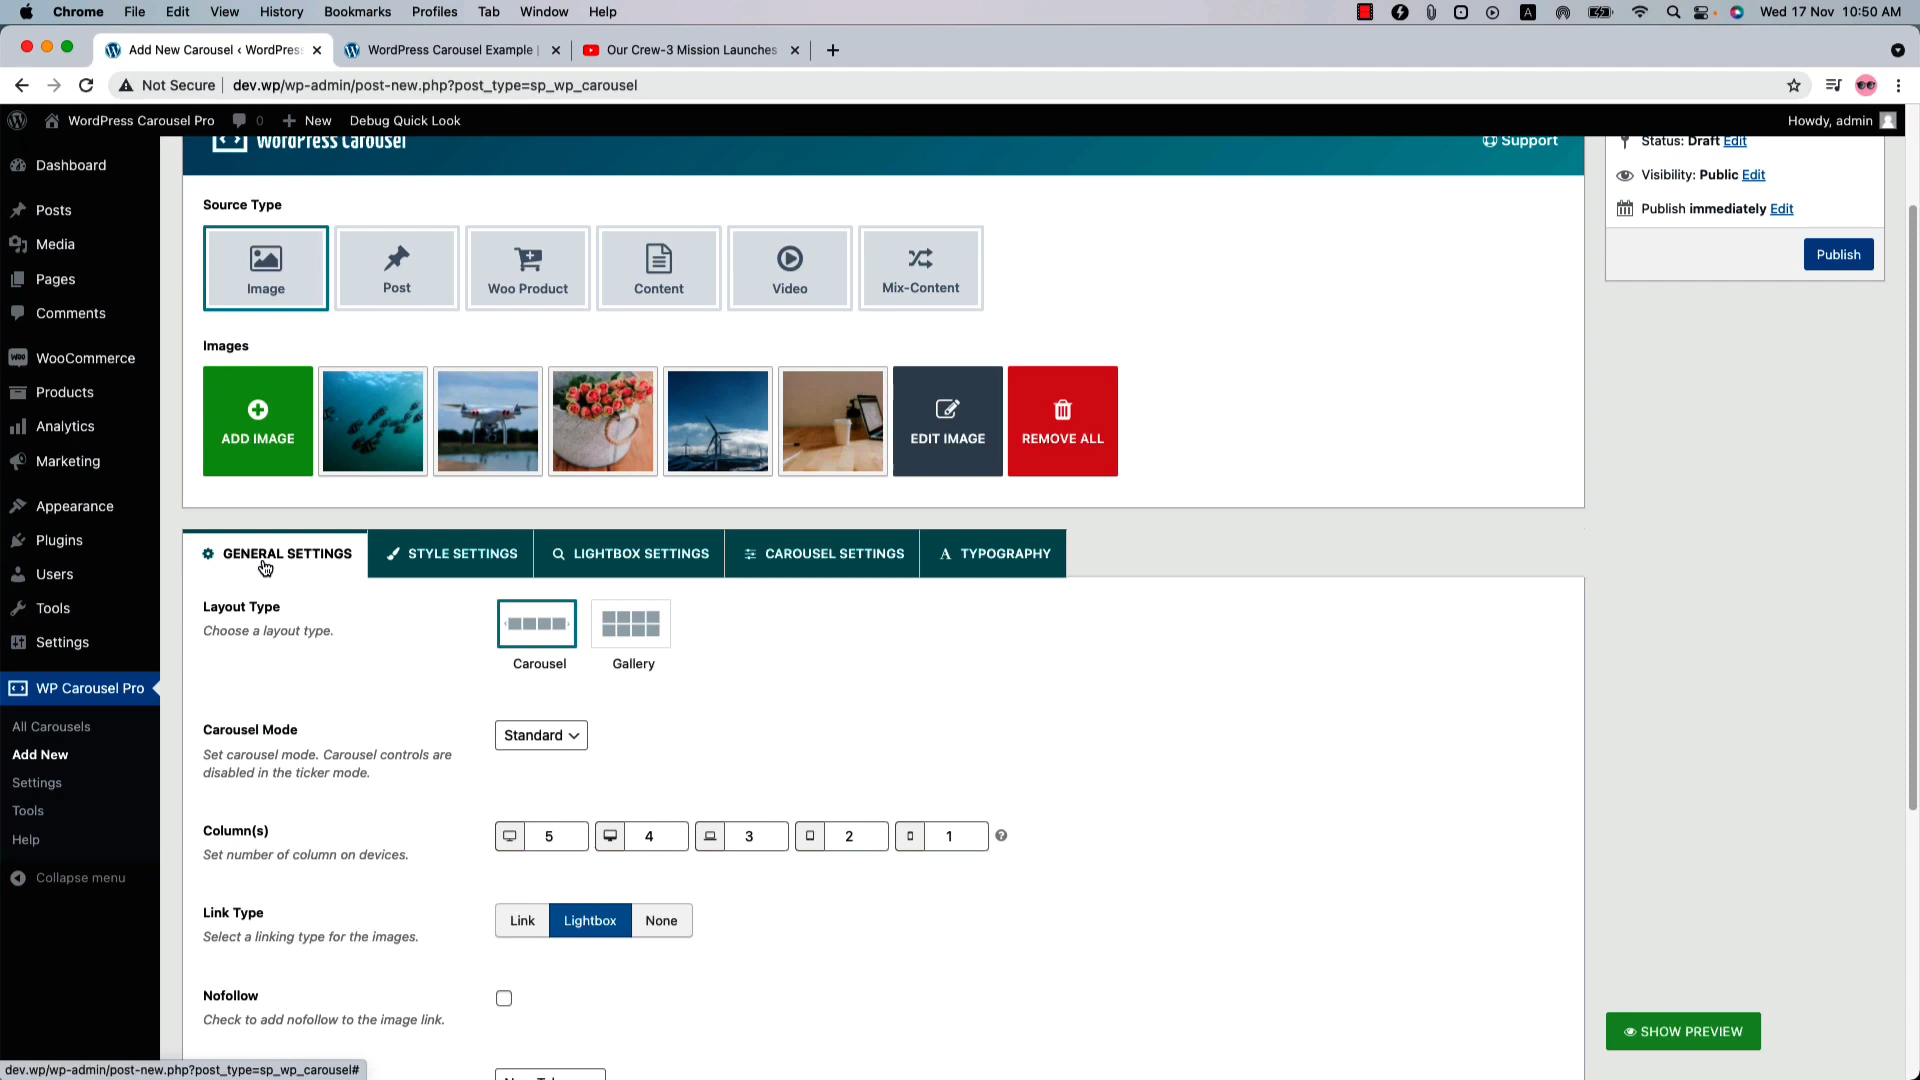 Chrome File Edit View History Bookmarks Profiles Tab Window Help
A
Wed 17 Nov 10:50 AM
Add New Carousel ‹ WordPress
WordPress Carousel Example |
Our Crew-3 Mission Launches
Not Secure
dev.wp/wp-admin/post-new.php?post_type=sp_wp_carousel
WordPress Carousel Pro
0
New
Debug Quick Look
Howdy, admin
WordPress Carousel
Support
Status: Draft Edit
Visibility: Public Edit
Publish immediately Edit
Publish
Dashboard
Posts
Media
Pages
Comments
WooCommerce
Products
Analytics
Marketing
Appearance
Plugins
Users
Tools
Settings
WP Carousel Pro
All Carousels
Add New
Settings
Tools
Help
Collapse menu
Source Type
Image
Post
Woo Product
Content
Video
Mix-Content
Images
ADD IMAGE
EDIT IMAGE
REMOVE ALL
GENERAL SETTINGS
STYLE SETTINGS
LIGHTBOX SETTINGS
CAROUSEL SETTINGS
A TYPOGRAPHY
Layout Type
Choose a layout type.
Carousel
Gallery
Carousel Mode
Set carousel mode. Carousel controls are
disabled in the ticker mode.
Standard
Column(s)
Set number of column on devices.
5
4
3
2
1
Link Type
Select a linking type for the images.
Link
Lightbox
None
Nofollow
Check to add nofollow to the image link.
SHOW PREVIEW
dev.wp/wp-admin/post-new.php?post_type=sp_wp_carousel#